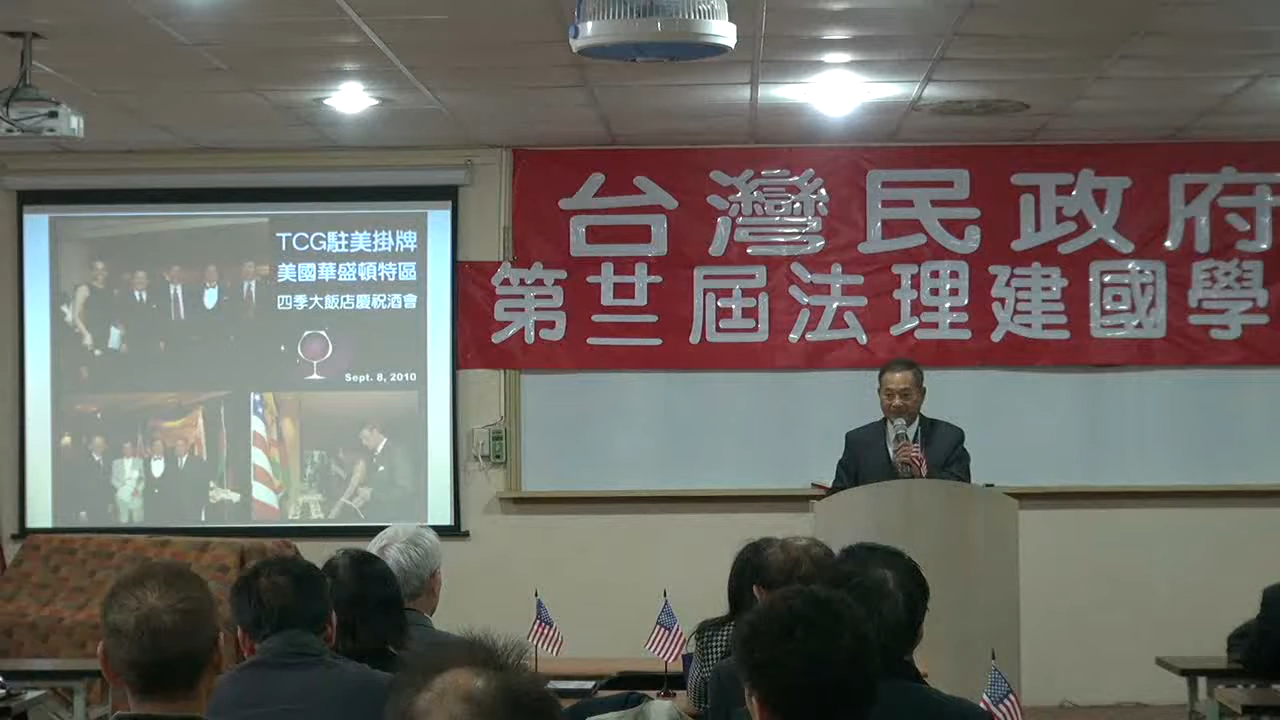 台灣民政府
第廿三屆法理建國學
TCG駐美掛牌
美國華盛頓特區
四季大飯店慶祝酒會
Sept. 8, 2010